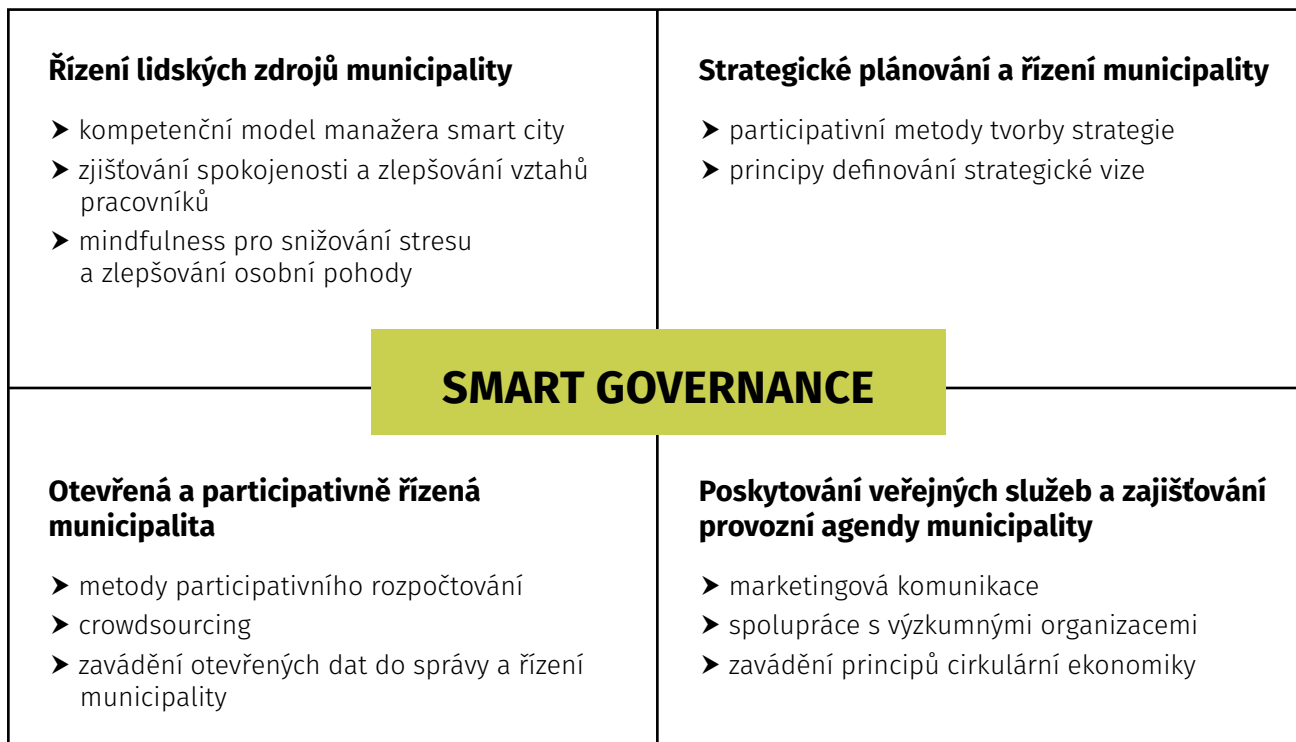 Řízení lidských zdrojů municipality
➤ kompetenční model manažera smart city
➤ zjišťování spokojenosti a zlepšování vztahů
pracovníků
➤ mindfulness pro snižování stresu
a zlepšování osobní pohody
Strategické plánování a řízení municipality
➤ participativní metody tvorby strategie
➤ principy definování strategické vize
SMART GOVERNANCE
Otevřená a participativně řízená
municipalita
➤ metody participativního rozpočtování
➤ crowdsourcing
➤ zavádění otevřených dat do správy a řízení
municipality
Poskytování veřejných služeb a zajišťování
provozní agendy municipality
➤ marketingová komunikace
➤ spolupráce s výzkumnými organizacemi
➤ zavádění principů cirkulární ekonomiky